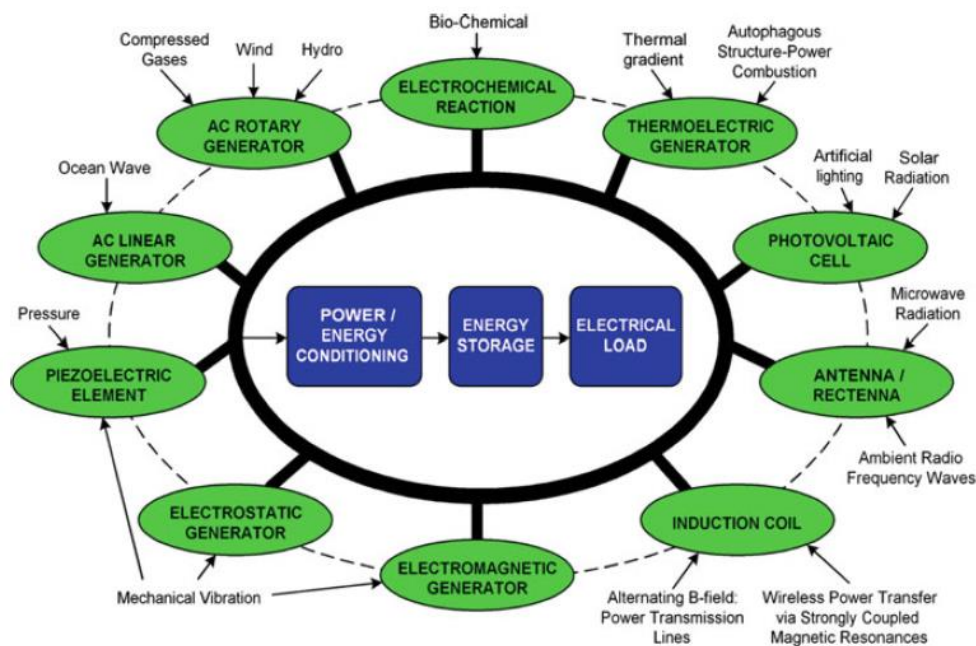 Bio-Chemical
Compressed
Gases
Wind
Hydro
Thermal
gradient
Autophagous
Structure-Power
Combustion
ELECTROCHEMICAL
REACTION
AC ROTARY
GENERATOR
THERMOELECTRIC
GENERATOR
Ocean Wave
Artificial
lighting
Solar
Radiation
AC LINEAR
GENERATOR
PHOTOVOLTAIC
CELL
Pressure
Microwave
Radiation
POWER /
ENERGY
CONDITIONING
ENERGY
STORAGE
ELECTRICAL
LOAD
PIEZOELECTRIC
ELEMENT
ANTENNA /
RECTENNA
Ambient Radio
Frequency Waves
ELECTROSTATIC
GENERATOR
INDUCTION COIL
ELECTROMAGNETIC
GENERATOR
Mechanical Vibration
Alternating B-field:
Power Transmission
Lines
Wireless Power Transfer
via Strongly Coupled
Magnetic Resonances